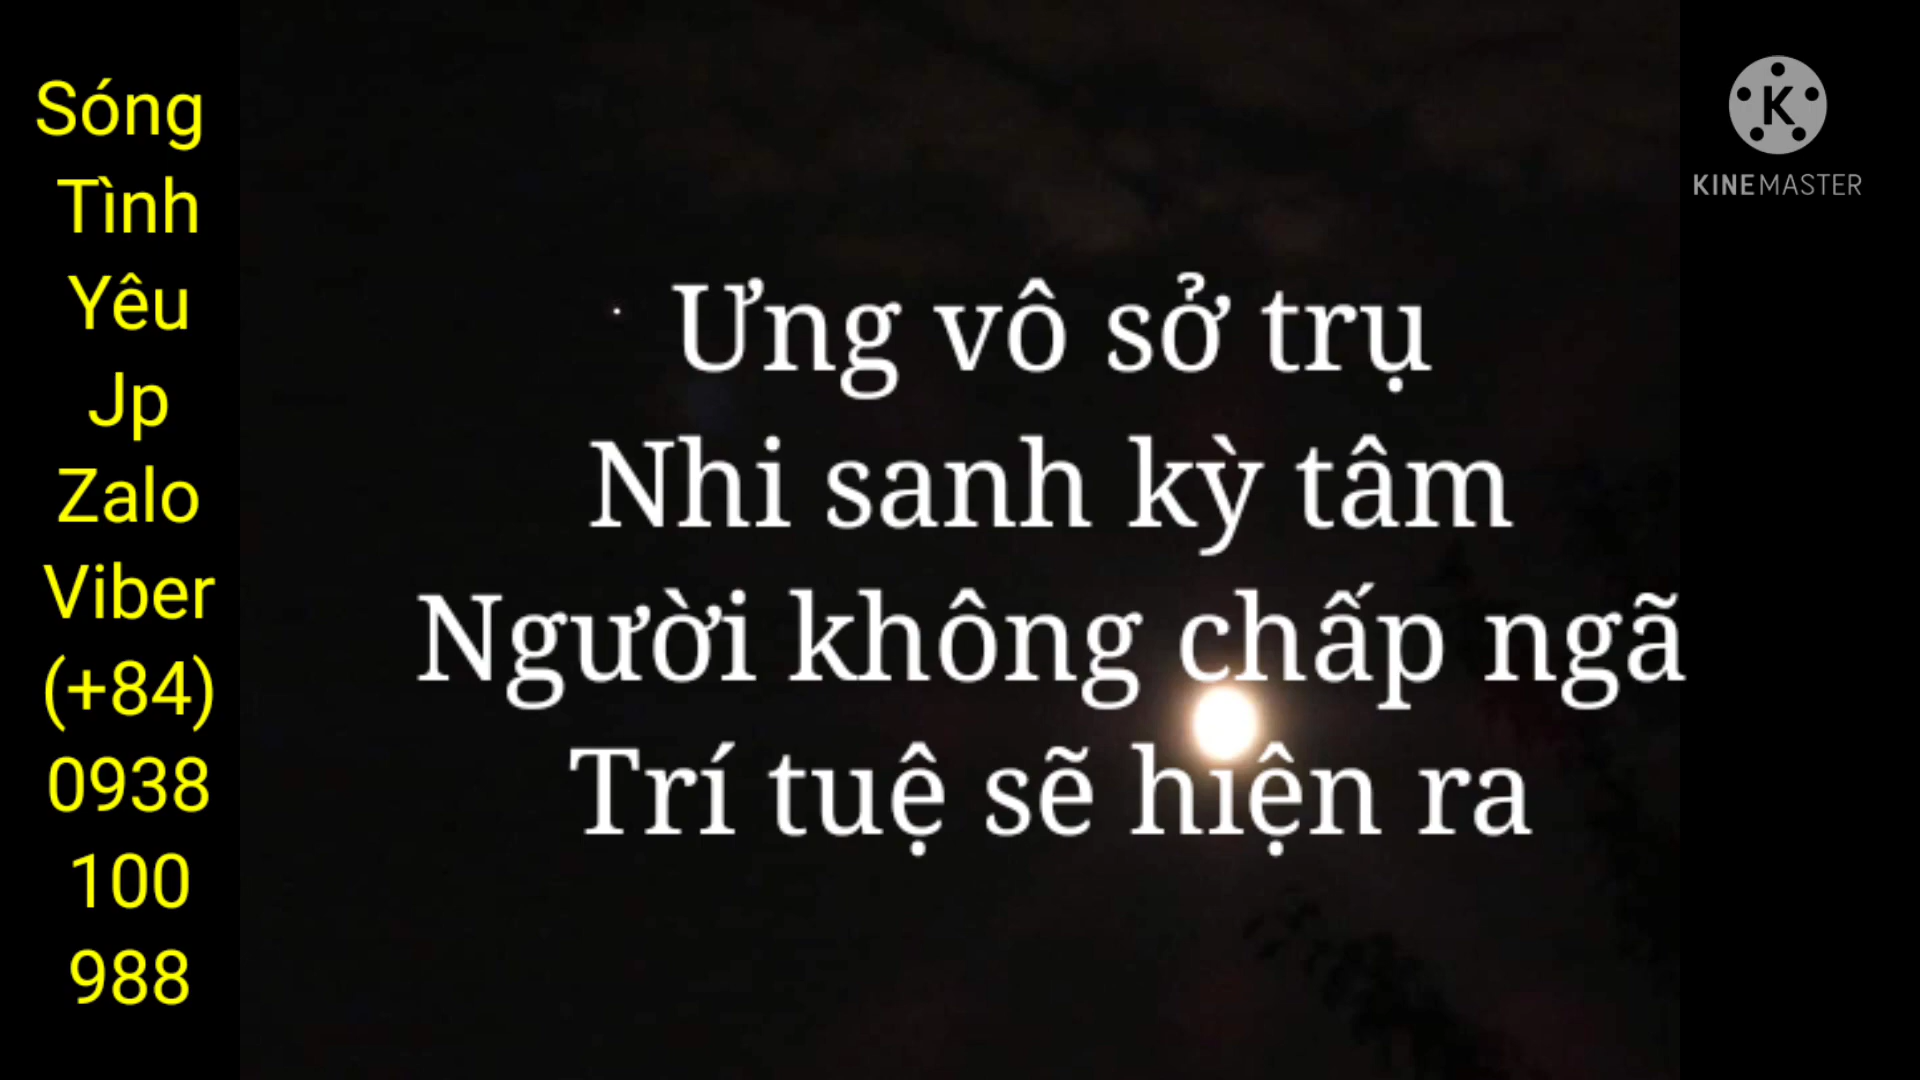 Sóng
Tình
Yêu
Jp
Zalo
Viber
(+84)
0938
100
988
Ưng vô sở trụ
Nhi sanh kỳ tâm
Người không chấp ngã
Trí tuệ sẽ hiện ra
K
KINEMASTER